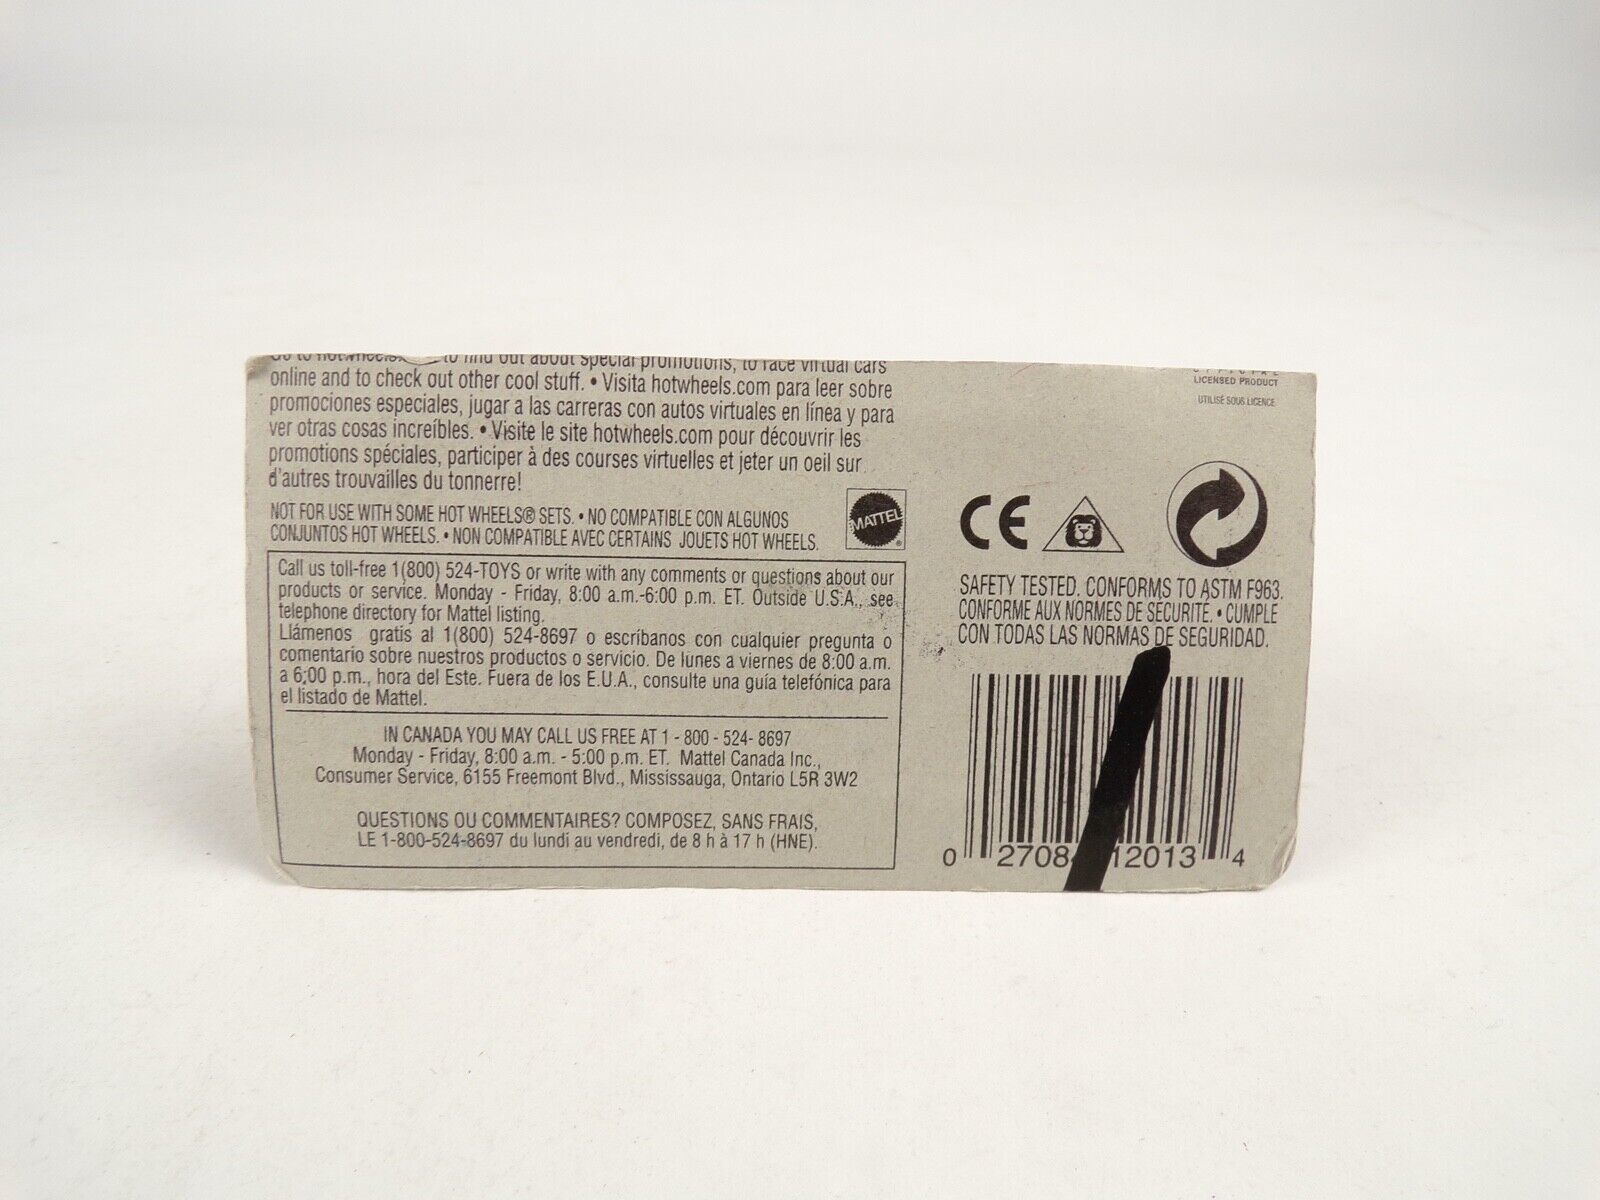 Go to hotwheels. to find out about special promotions, to race virtual cars
online and to check out other cool stuff. • Visita hotwheels.com para leer sobre
promociones especiales, jugar a las carreras con autos virtuales en línea y para
ver otras cosas increíbles. • Visite le site hotwheels.com pour découvrir les
promotions spéciales, participer à des courses virtuelles et jeter un oeil sur
d'autres trouvailles du tonnerre!
NOT FOR USE WITH SOME HOT WHEELS® SETS. • NO COMPATIBLE CON ALGUNOS
CONJUNTOS HOT WHEELS. • NON COMPATIBLE AVEC CERTAINS JOUETS HOT WHEELS.
MATTEL®
Call us toll-free 1(800) 524-TOYS or write with any comments or questions about our
products or service. Monday - Friday, 8:00 a.m.-6:00 p.m. ET. Outside U.S.A., see
telephone directory for Mattel listing.
Llámenos gratis al 1(800) 524-8697 o escríbanos con cualquier pregunta o
comentario sobre nuestros productos o servicio. De lunes a viernes de 8:00 a.m.
a 6:00 p.m., hora del Este. Fuera de los E.U.A., consulte una guía telefónica para
el listado de Mattel.
IN CANADA YOU MAY CALL US FREE AT 1 - 800 - 524- 8697
Monday - Friday, 8:00 a.m. - 5:00 p.m. ET. Mattel Canada Inc.,
Consumer Service, 6155 Freemont Blvd., Mississauga, Ontario L5R 3W2
QUESTIONS OU COMMENTAIRES? COMPOSEZ, SANS FRAIS,
LE 1-800-524-8697 du lundi au vendredi, de 8 h à 17 h (HNE).
OFFICIAL
LICENSED PRODUCT
UTILISÉ SOUS LICENCE
CE
SAFETY TESTED. CONFORMS TO ASTM F963.
CONFORME AUX NORMES DE SÉCURITÉ. • CUMPLE
CON TODAS LAS NORMAS DE SEGURIDAD.
0 2708 12013 4